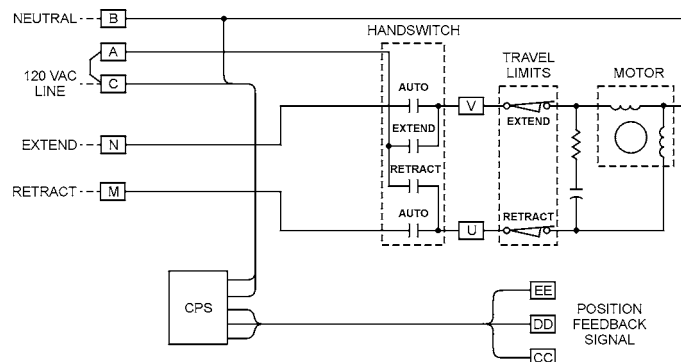 NEUTRAL
B
A
120 VAC
LINE
C
EXTEND
N
RETRACT
M
HANDSWITCH
AUTO
EXTEND
RETRACT
AUTO
V
U
TRAVEL
LIMITS
EXTEND
RETRACT
MOTOR
CPS
EE
DD
CC
POSITION
FEEDBACK
SIGNAL